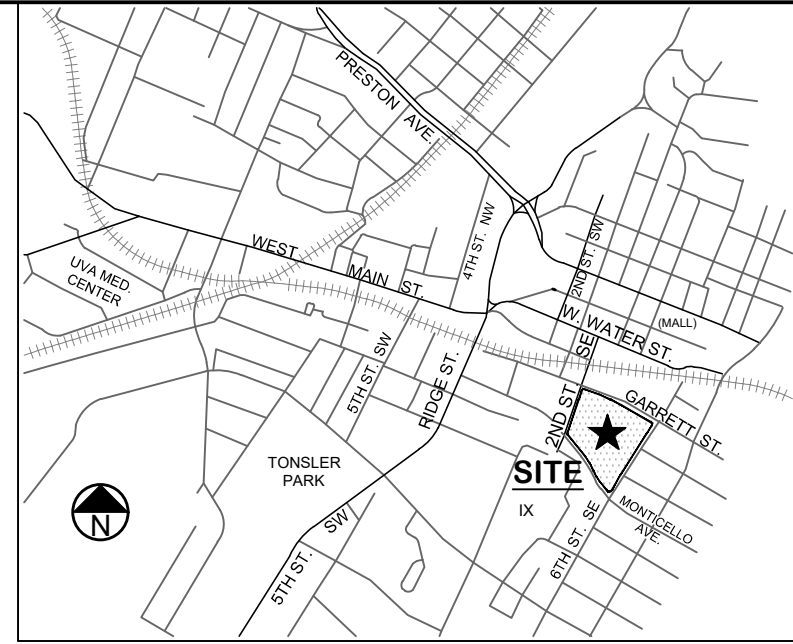 PRESTON AVE.
4TH ST. NW
2ND ST. SW
WEST MAIN ST.
UVA MED.
CENTER
(MALL)
W. WATER ST.
5TH ST. SW
RIDGE ST.
2ND ST. SE
GARRETT ST.
TONSLER
PARK
SITE
IX
MONTICELLO
AVE.
6TH ST. SE
5TH ST. SW
N